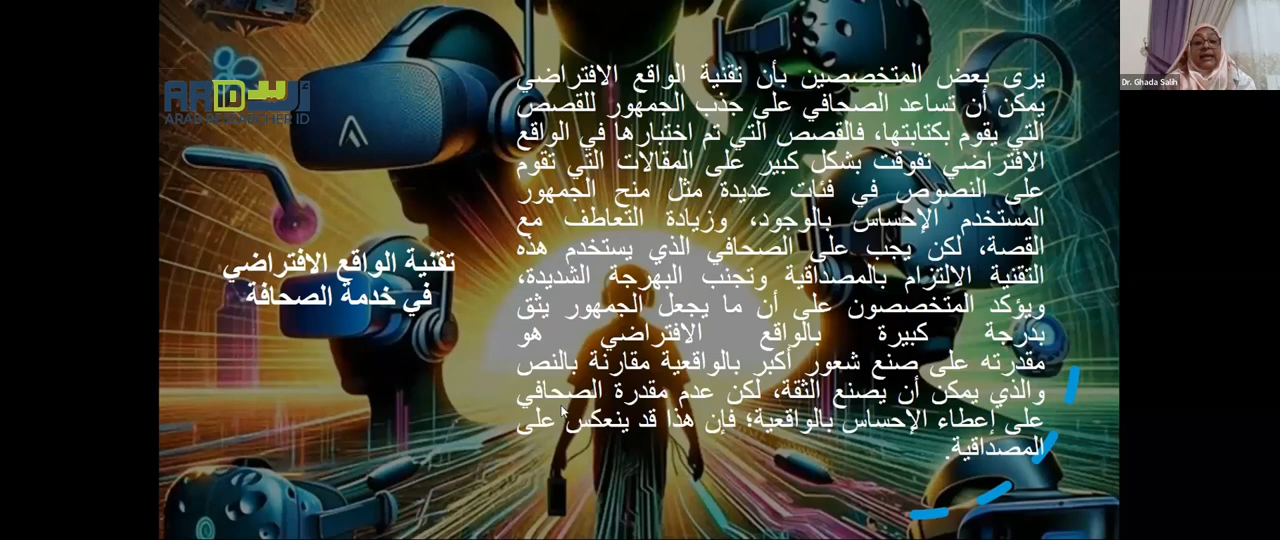 يرى بعض المتخصصين بأن تقنية الواقع الافتراضي
يمكن أن تساعد الصحافي على جذب الجمهور للقصص
التي يقوم بكتابتها، فالقصص التي تم اختبارها في الواقع
الافتراضي تفوقت بشكل كبير على المقالات التي تقوم
على النصوص في فئات عديدة مثل منح الجمهور
المستخدم الإحساس بالوجود، وزيادة التعاطف مع
القصة، لكن يجب على الصحافي الذي يستخدم هذه
التقنية الالتزام بالمصداقية وتجنب البهرجة الشديدة،
ويؤكد المتخصصون على أن ما يجعل الجمهور يثق
بدرجة كبيرة بالواقع الافتراضي هو
مقدرته على صنع شعور أكبر بالواقعية مقارنة بالنص
والذي يمكن أن يصنع الثقة، لكن عدم مقدرة الصحافي
على إعطاء الإحساس بالواقعية؛ فإن هذا قد ينعكس على
المصداقية.
تقنية الواقع الافتراضي
في خدمة الصحافة
ARID أريد
ARAB RESEARCHER ID
Dr. Ghada Salih